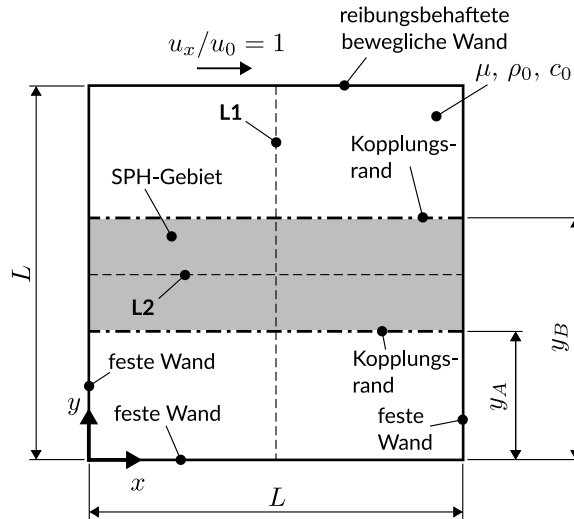 reibungsbehaftete
bewegliche Wand
u_x/u_0 = 1
μ, ρ_0, c_0
L1
Kopplungs-
rand
SPH-Gebiet
L
L2
y_B
Kopplungs-
rand
y_A
feste Wand
feste Wand
feste
Wand
y
x
L